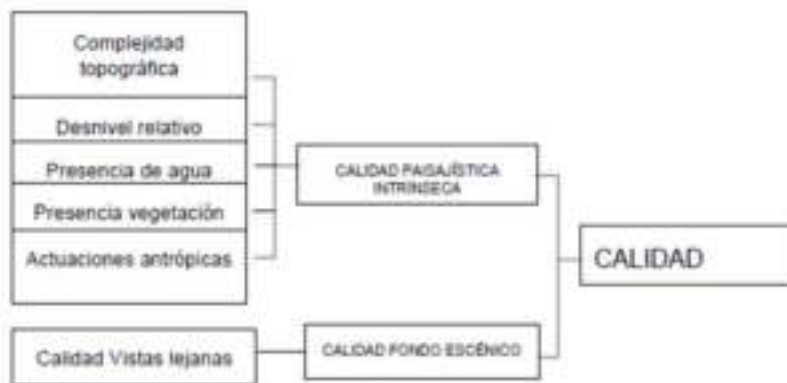 Complejidad
topográfica
Desnivel relativo
Presencia de agua
Presencia vegetación
Actuaciones antrópicas
CALIDAD PAISAJÍSTICA
INTRÍNSECA
CALIDAD
Calidad Vistas lejanas
CALIDAD FONDO ESCÉNICO